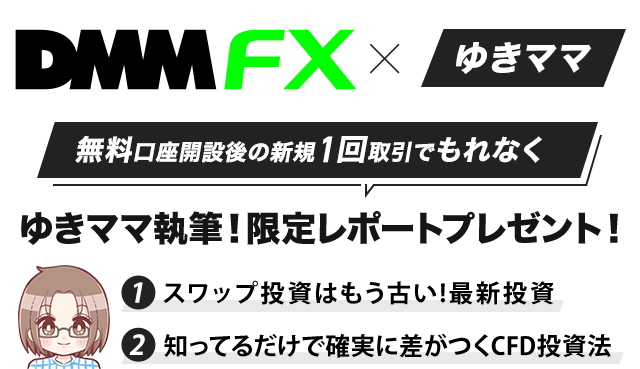 DMM FX × ゆきママ
無料口座開設後の新規1回取引でもれなく
ゆきママ執筆!限定レポートプレゼント!
1 スワップ投資はもう古い!最新投資
2 知ってるだけで確実に差がつくCFD投資法